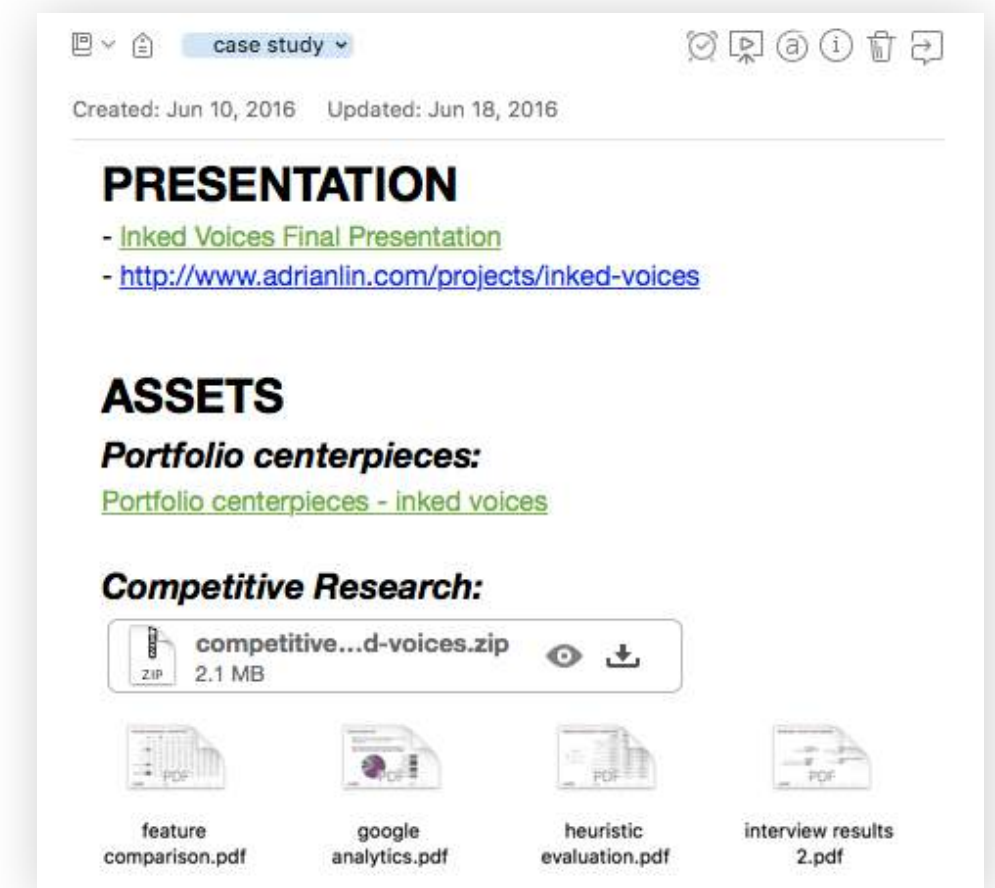 case study
Created: Jun 10, 2016 Updated: Jun 18, 2016
PRESENTATION
- Inked Voices Final Presentation
- http://www.adrianlin.com/projects/inked-voices
ASSETS
Portfolio centerpieces:
Portfolio centerpieces - inked voices
Competitive Research:
competitive...d-voices.zip
ZIP 2.1 MB
PDF PDF PDF PDF
feature google heuristic interview results
comparison.pdf analytics.pdf evaluation.pdf 2.pdf